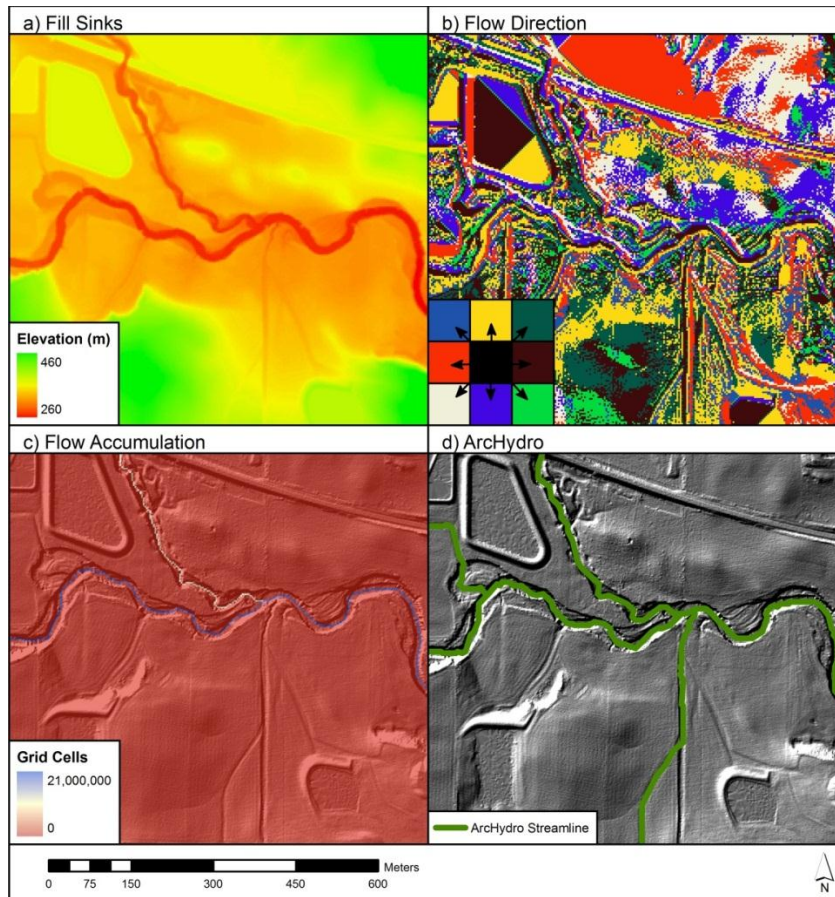 a) Fill Sinks
b) Flow Direction
Elevation (m)
460
260
c) Flow Accumulation
d) ArcHydro
Grid Cells
21,000,000
0
ArcHydro Streamline
Meters
0 75 150 300 450 600
N